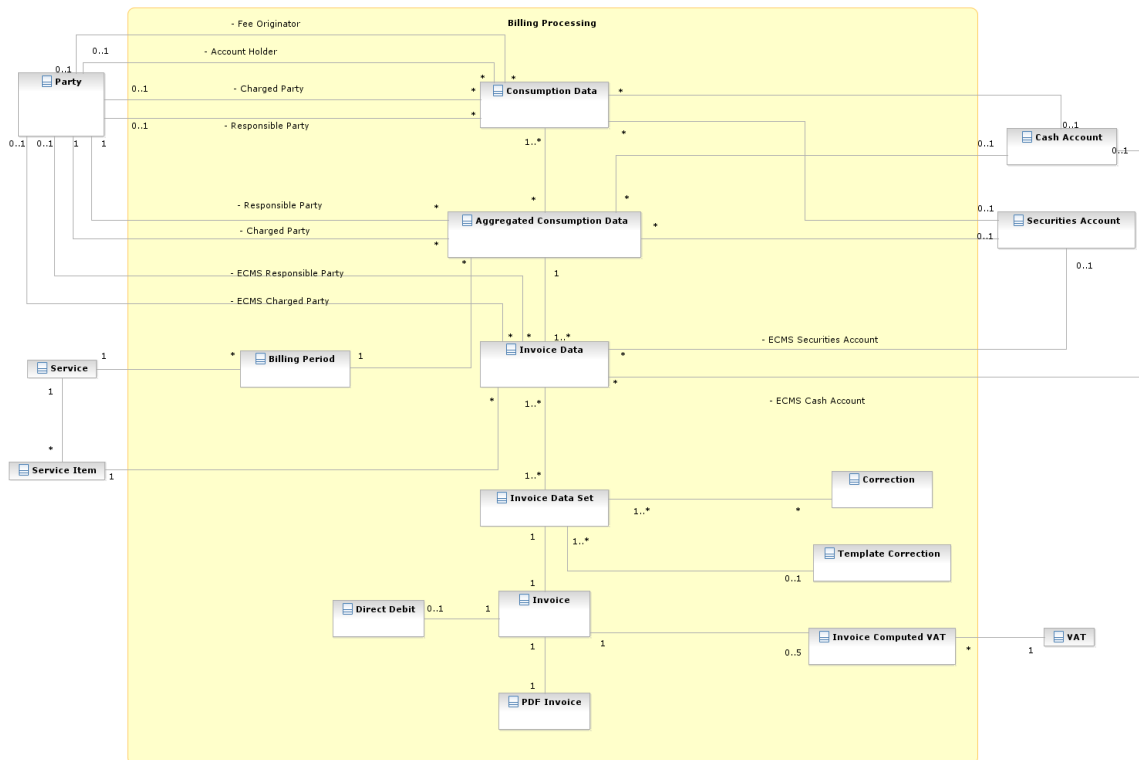 Billing Processing
- Fee Originator
0..1
- Account Holder
0..1
Party
*
*
0..1
- Charged Party
*
Consumption Data
*
0..1
- Responsible Party
*
*
0..1
Cash Account
0..1
0..1
0..1
0..1
1
1
1..*
0..1
*
*
- Responsible Party
*
0..1
Aggregated Consumption Data
*
Securities Account
- Charged Party
*
0..1
*
0..1
- ECMS Responsible Party
1
- ECMS Charged Party
*
*
1..*
- ECMS Securities Account
Invoice Data
*
1
*
Billing Period
1
Service
*
1
*
1..*
- ECMS Cash Account
*
Service Item
1
1..*
Correction
Invoice Data Set
1..*
*
1
1..*
Template Correction
0..1
1
Invoice
Direct Debit
0..1
1
Invoice Computed VAT
VAT
1
1
0..5
*
1
1
PDF Invoice